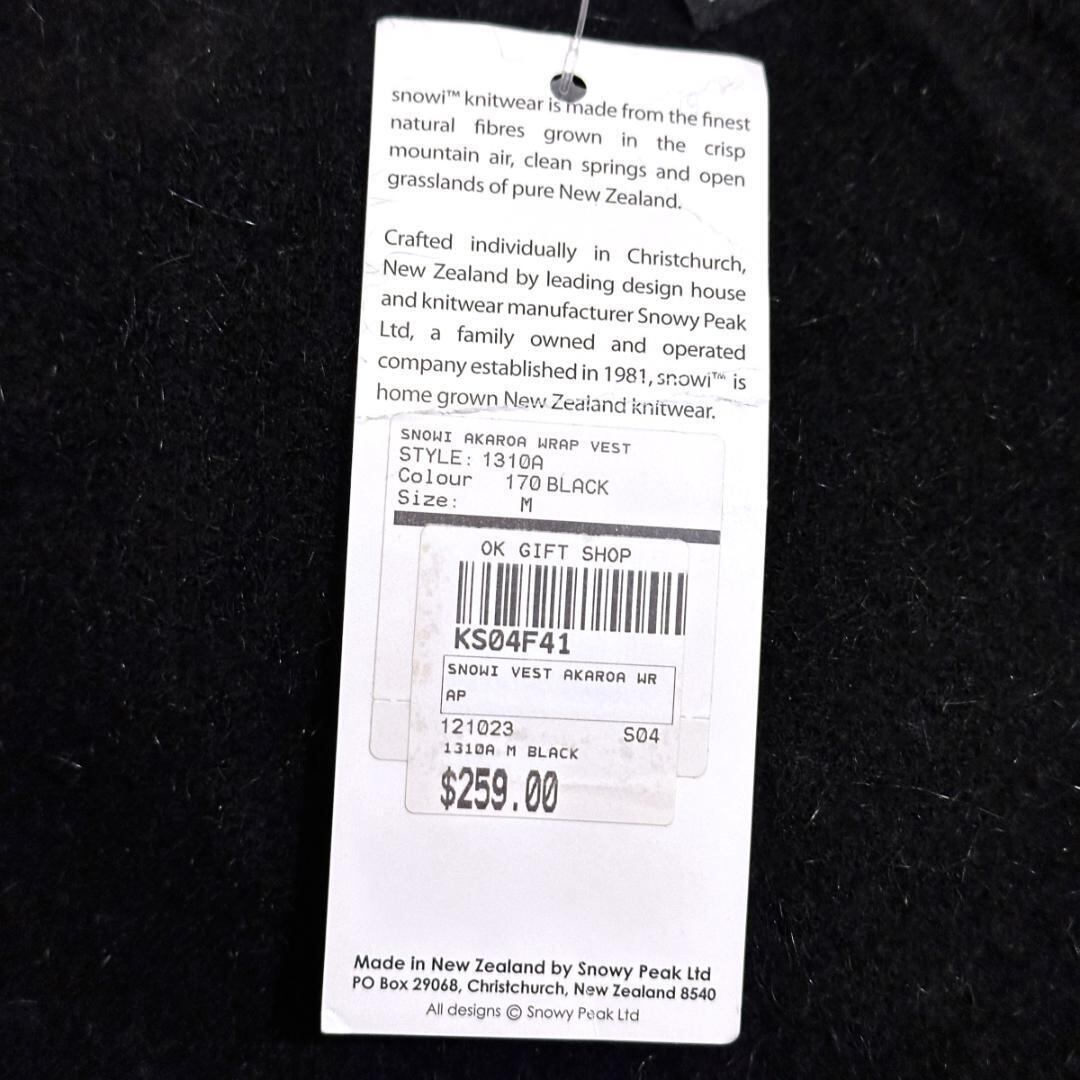 snowi™ knitwear is made from the finest
natural fibres grown in the crisp
mountain air, clean springs and open
grasslands of pure New Zealand.
Crafted individually in Christchurch,
New Zealand by leading design house
and knitwear manufacturer Snowy Peak
Ltd, a family owned and operated
company established in 1981, snowi™ is
home grown New Zealand knitwear.
SNOWI AKAROA WRAP VEST
STYLE: 1310A
Colour 170 BLACK
Size: M
OK GIFT SHOP
KS04F41
SNOWI VEST AKAROA WR
AP
121023 S04
1310A M BLACK
$259.00
Made in New Zealand by Snowy Peak Ltd
PO Box 29068, Christchurch, New Zealand 8540
All designs © Snowy Peak Ltd